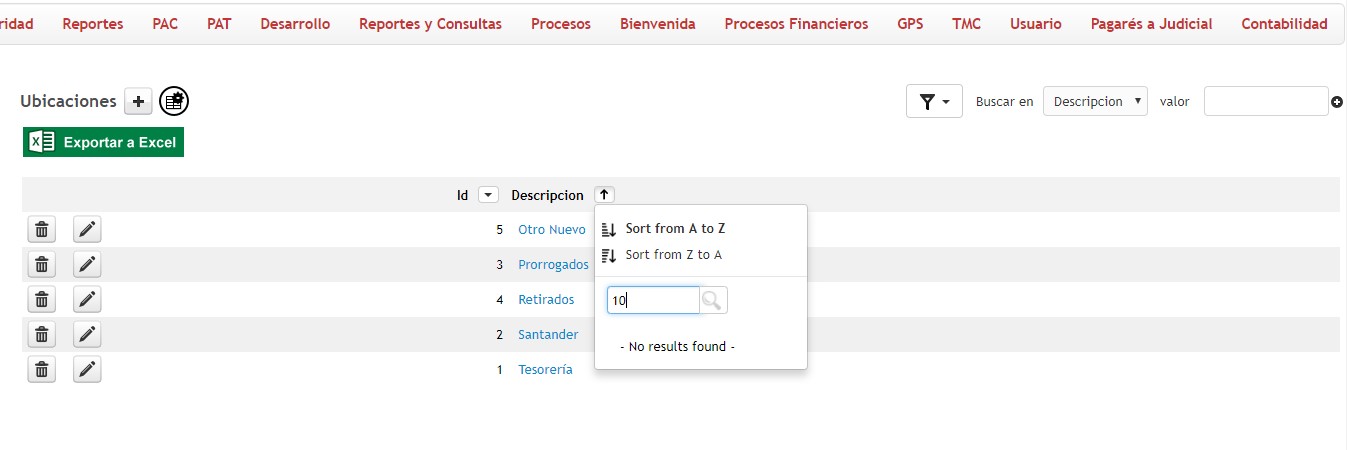 ridad Reportes PAC PAT Desarrollo Reportes y Consultas Procesos Bienvenida Procesos Financieros GPS TMC Usuario Pagarés a Judicial Contabilidad
Ubicaciones Buscar en Descripcion valor
Exportar a Excel
Id Descripcion
5 Otro Nuevo
3 Prorrogados
4 Retirados
2 Santander
1 Tesorería
Sort from A to Z
Sort from Z to A
10
- No results found -